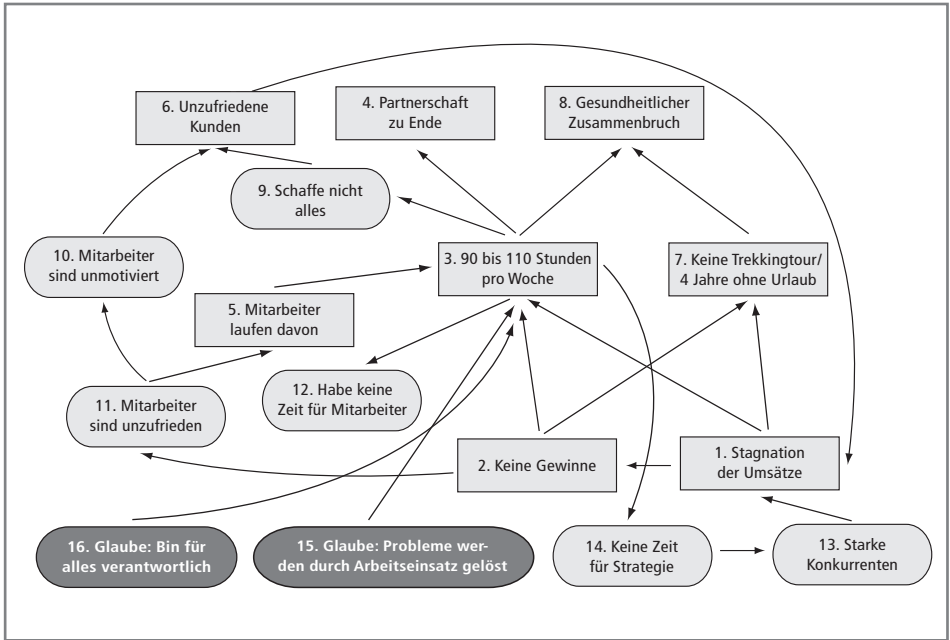 6. Unzufriedene
Kunden
4. Partnerschaft
zu Ende
8. Gesundheitlicher
Zusammenbruch
9. Schaffe nicht
alles
10. Mitarbeiter
sind unmotiviert
3. 90 bis 110 Stunden
pro Woche
7. Keine Trekkingtour/
4 Jahre ohne Urlaub
5. Mitarbeiter
laufen davon
12. Habe keine
Zeit für Mitarbeiter
11. Mitarbeiter
sind unzufrieden
2. Keine Gewinne
1. Stagnation
der Umsätze
16. Glaube: Bin für
alles verantwortlich
15. Glaube: Probleme wer-
den durch Arbeitseinsatz gelöst
14. Keine Zeit
für Strategie
13. Starke
Konkurrenten